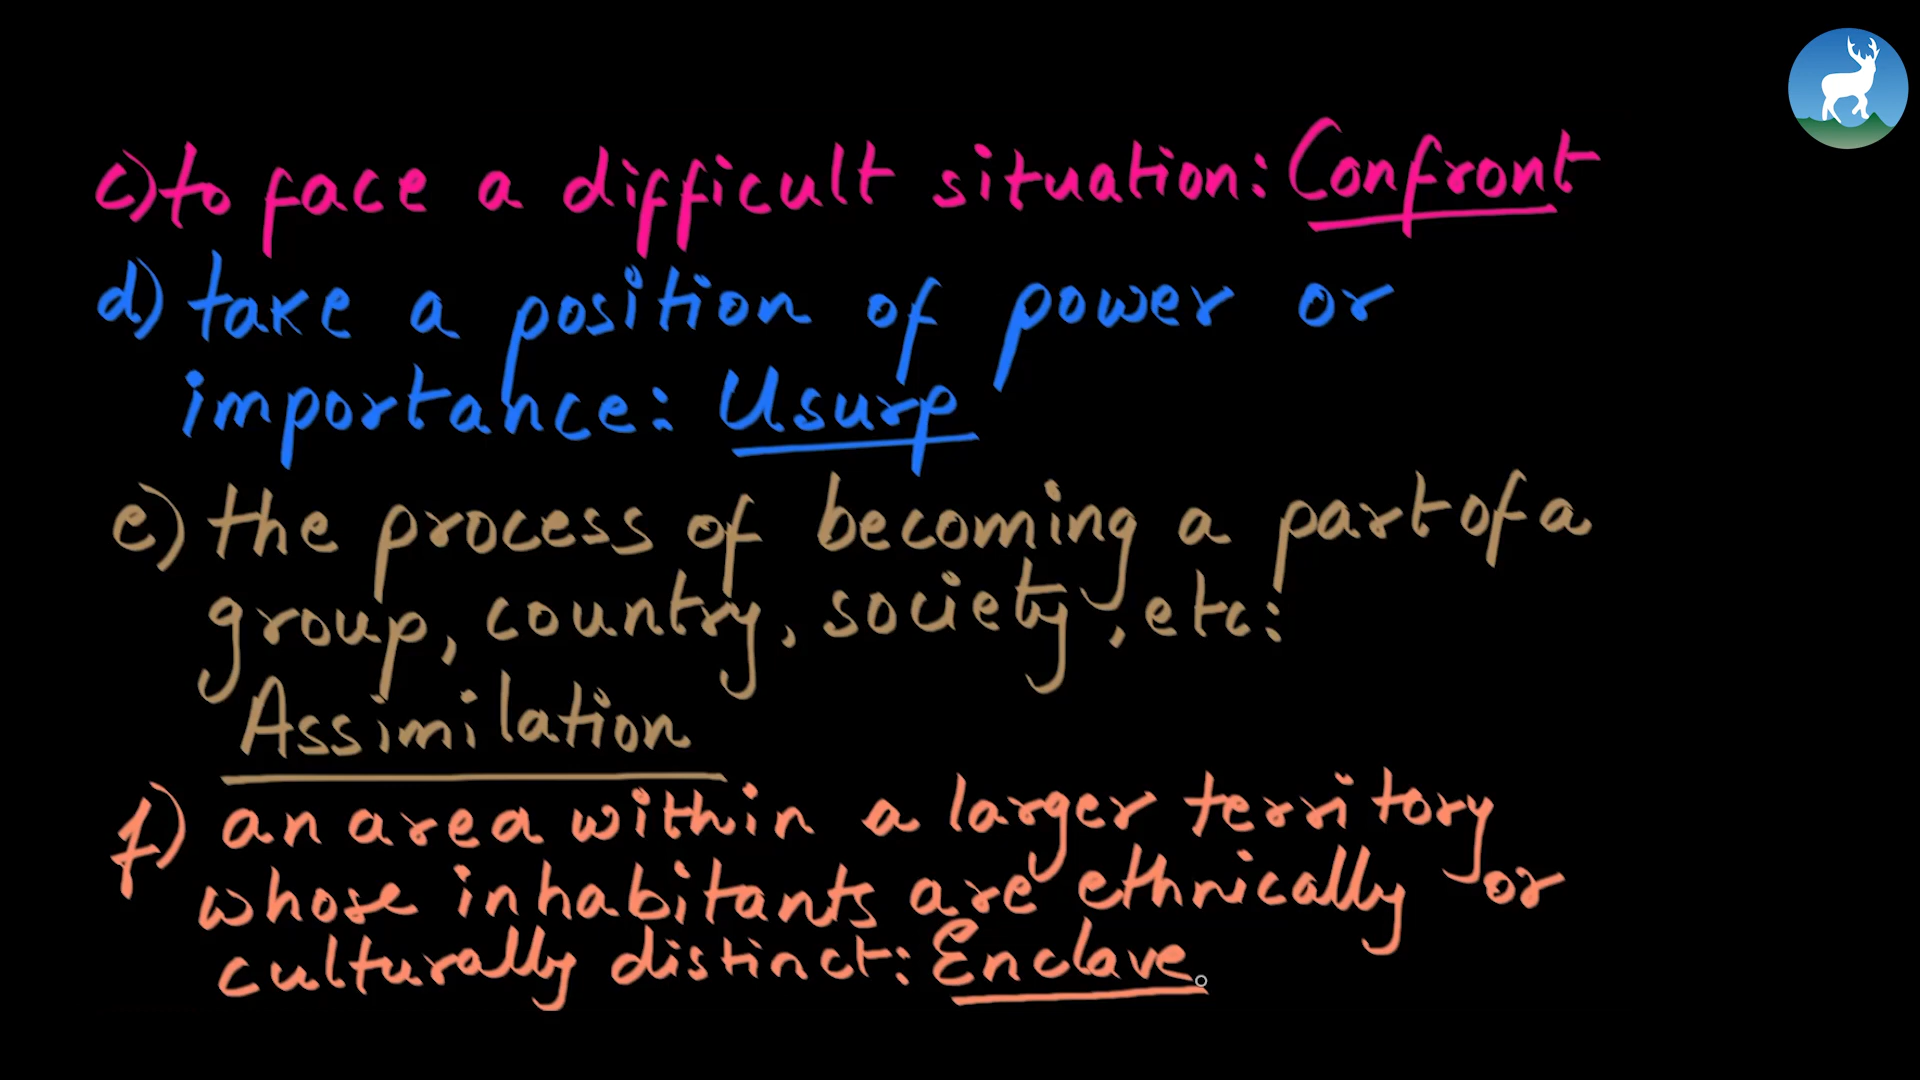 c) to face a difficult situation: Confront
d) take a position of power or
importance: Usurp
e) the process of becoming a part of a
group, country, society, etc:
Assimilation
f) an area within a larger territory
whose inhabitants are ethnically or
culturally distinct: Enclave.